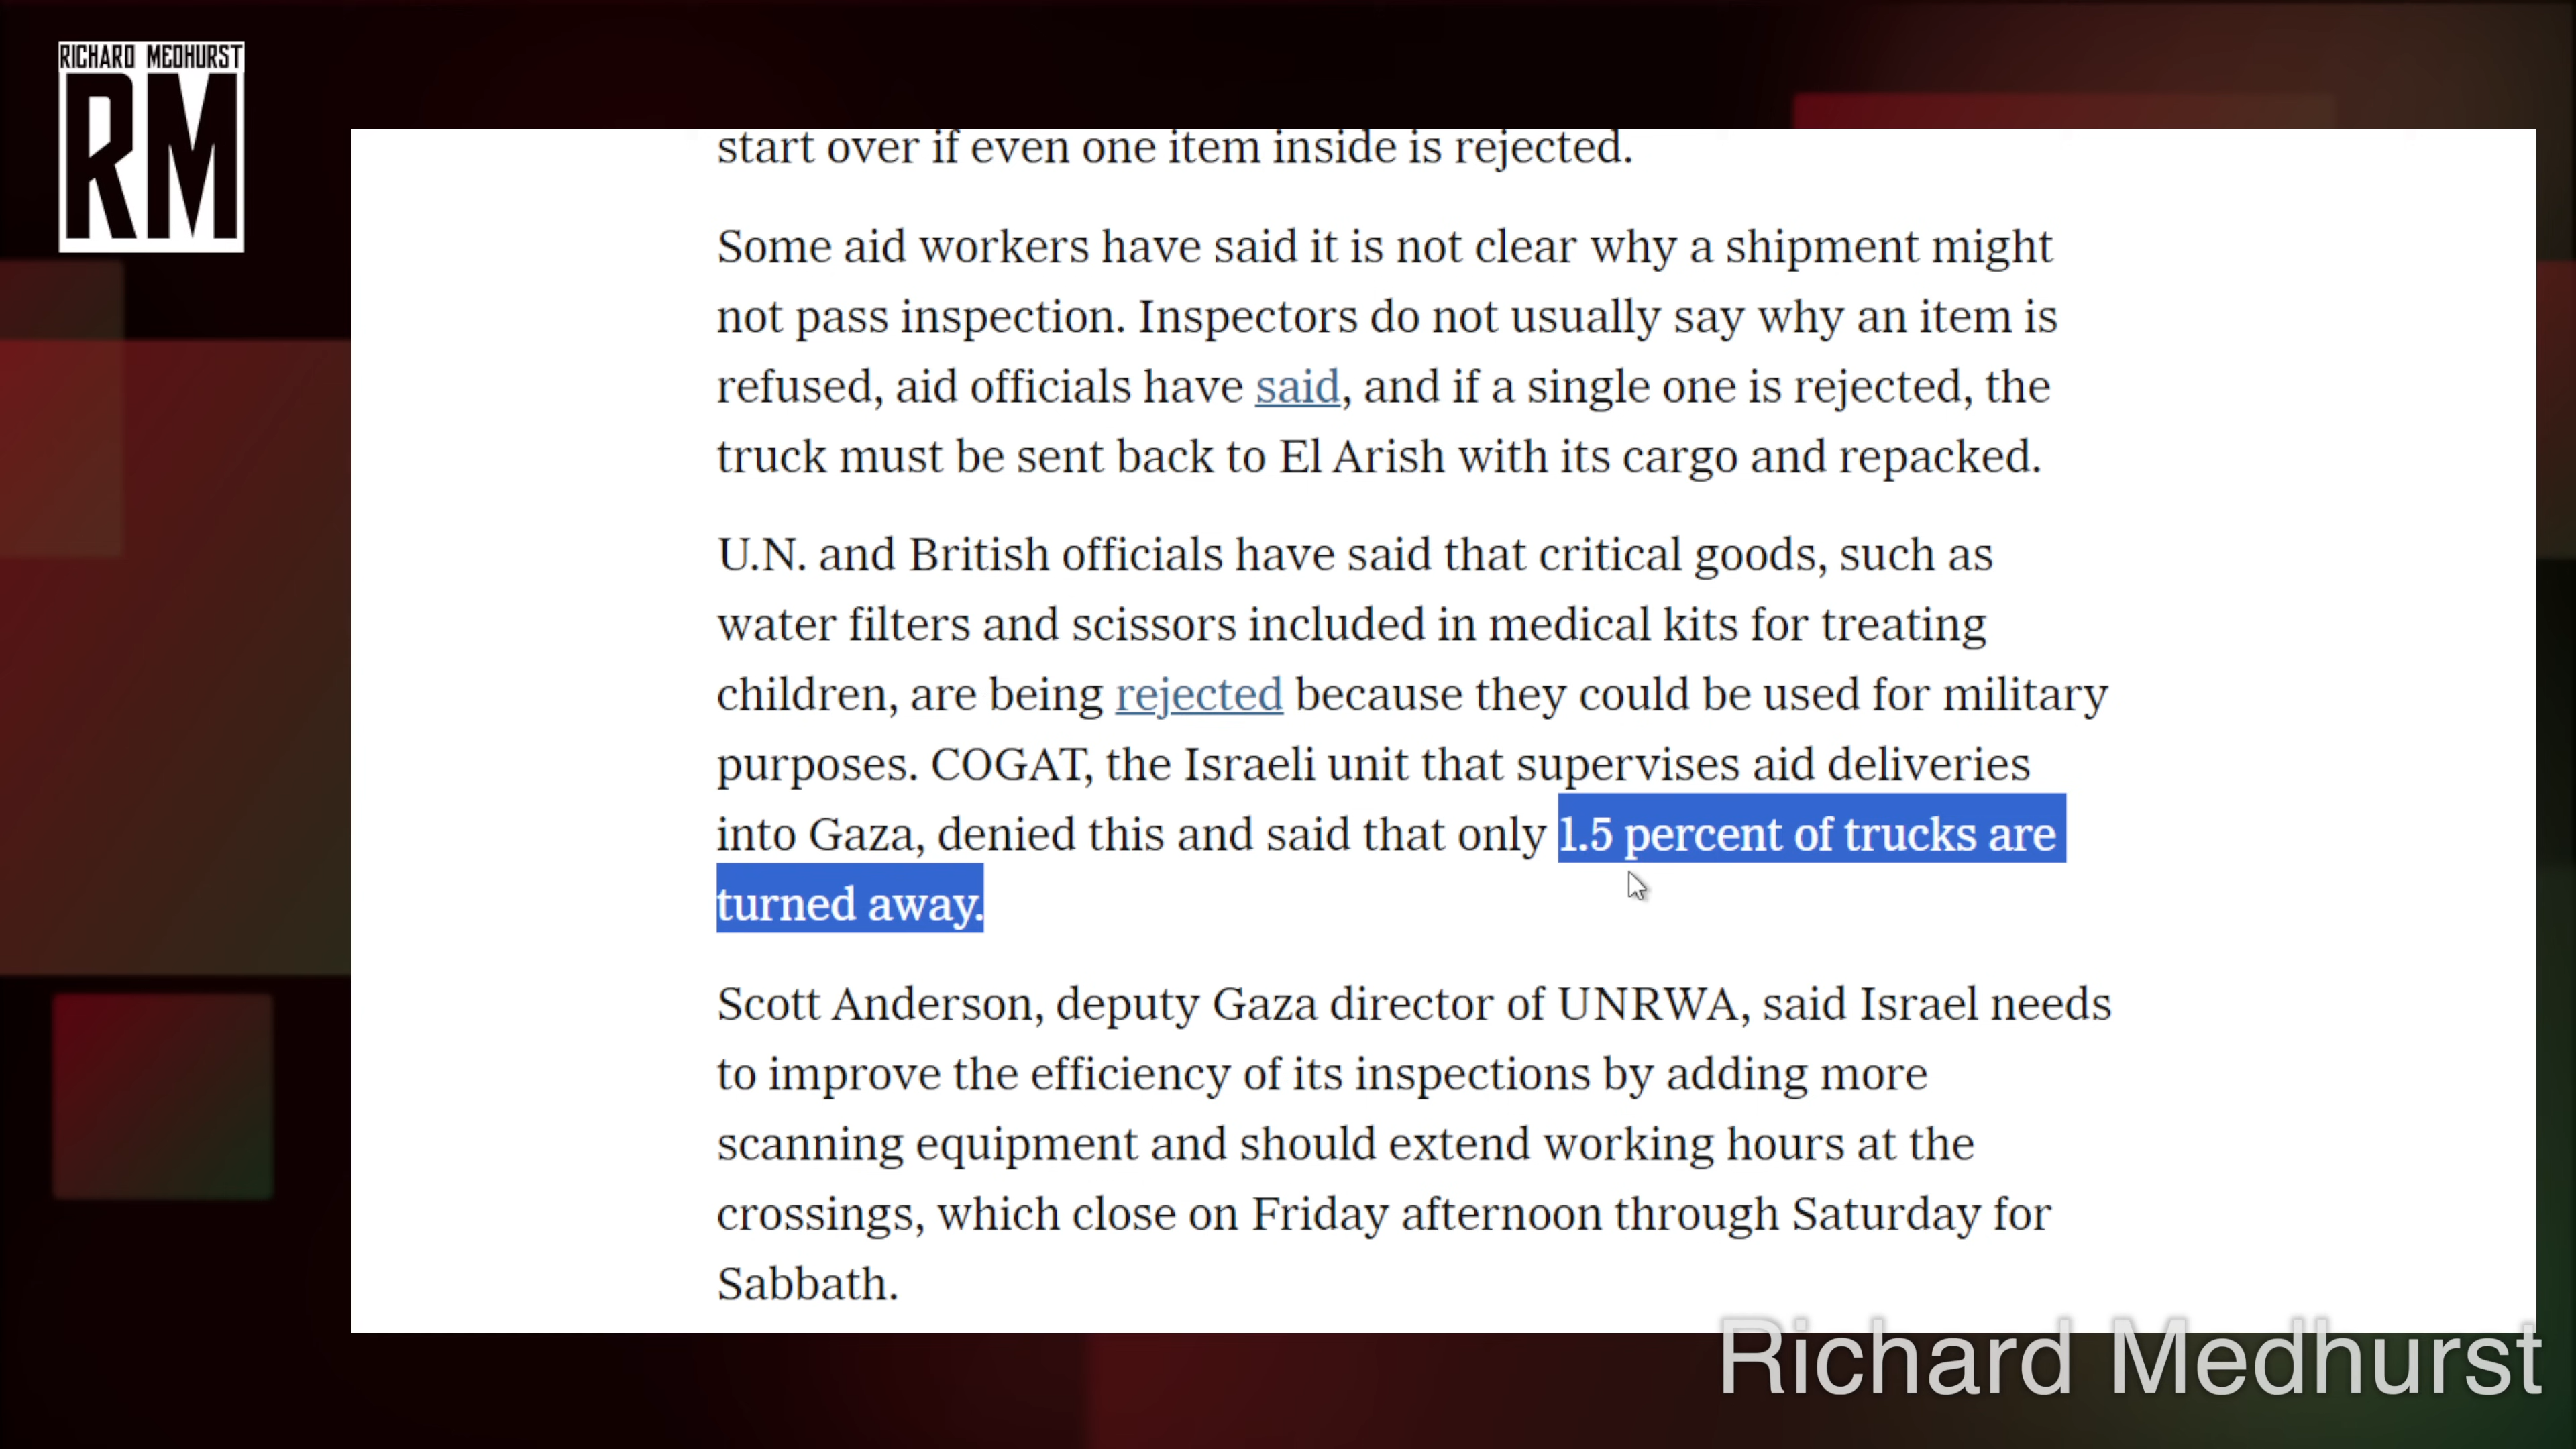 RICHARD MEDHURST
RM
start over if even one item inside is rejected.
Some aid workers have said it is not clear why a shipment might
not pass inspection. Inspectors do not usually say why an item is
refused, aid officials have said, and if a single one is rejected, the
truck must be sent back to El Arish with its cargo and repacked.
U.N. and British officials have said that critical goods, such as
water filters and scissors included in medical kits for treating
children, are being rejected because they could be used for military
purposes. COGAT, the Israeli unit that supervises aid deliveries
into Gaza, denied this and said that only 1.5 percent of trucks are
turned away.
Scott Anderson, deputy Gaza director of UNRWA, said Israel needs
to improve the efficiency of its inspections by adding more
scanning equipment and should extend working hours at the
crossings, which close on Friday afternoon through Saturday for
Sabbath.
Richard Medhurst